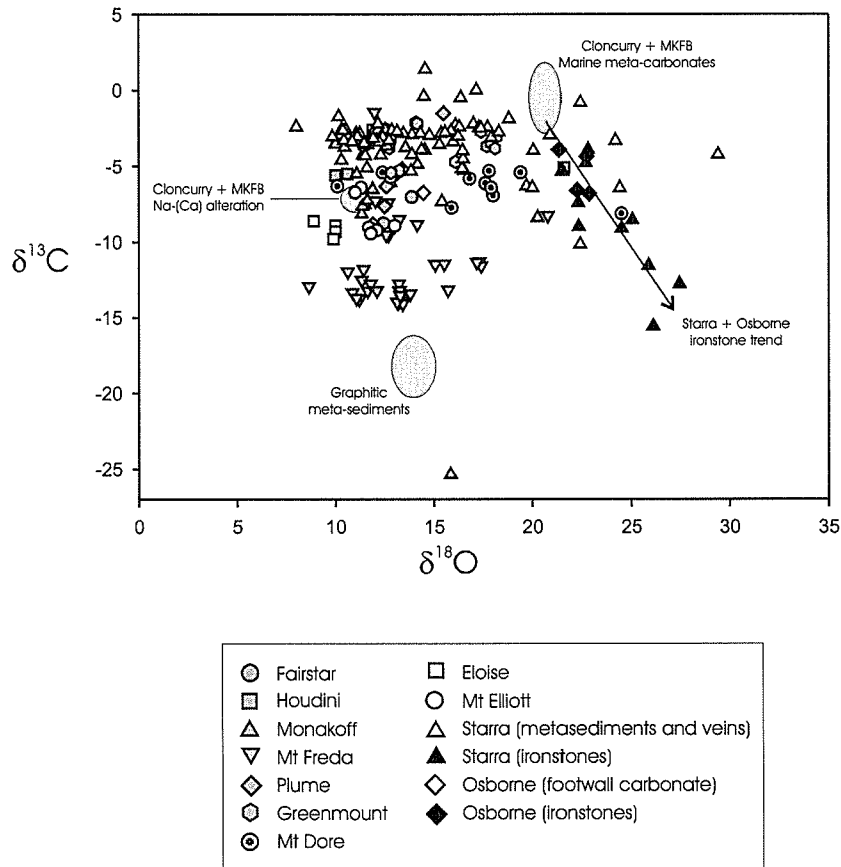 5
0
-5
-10
-15
-20
-25
δ13C
Cloncurry + MKFB
Marine meta-carbonates
Cloncurry + MKFB
Na-(Ca) alteration
Starra + Osborne
ironstone trend
Graphitic
meta-sediments
0
5
10
15
20
25
30
35
δ18O
Fairstar
Houdini
Monakoff
Mt Freda
Plume
Greenmount
Mt Dore
Eloise
Mt Elliott
Starra (metasediments and veins)
Starra (ironstones)
Osborne (footwall carbonate)
Osborne (ironstones)